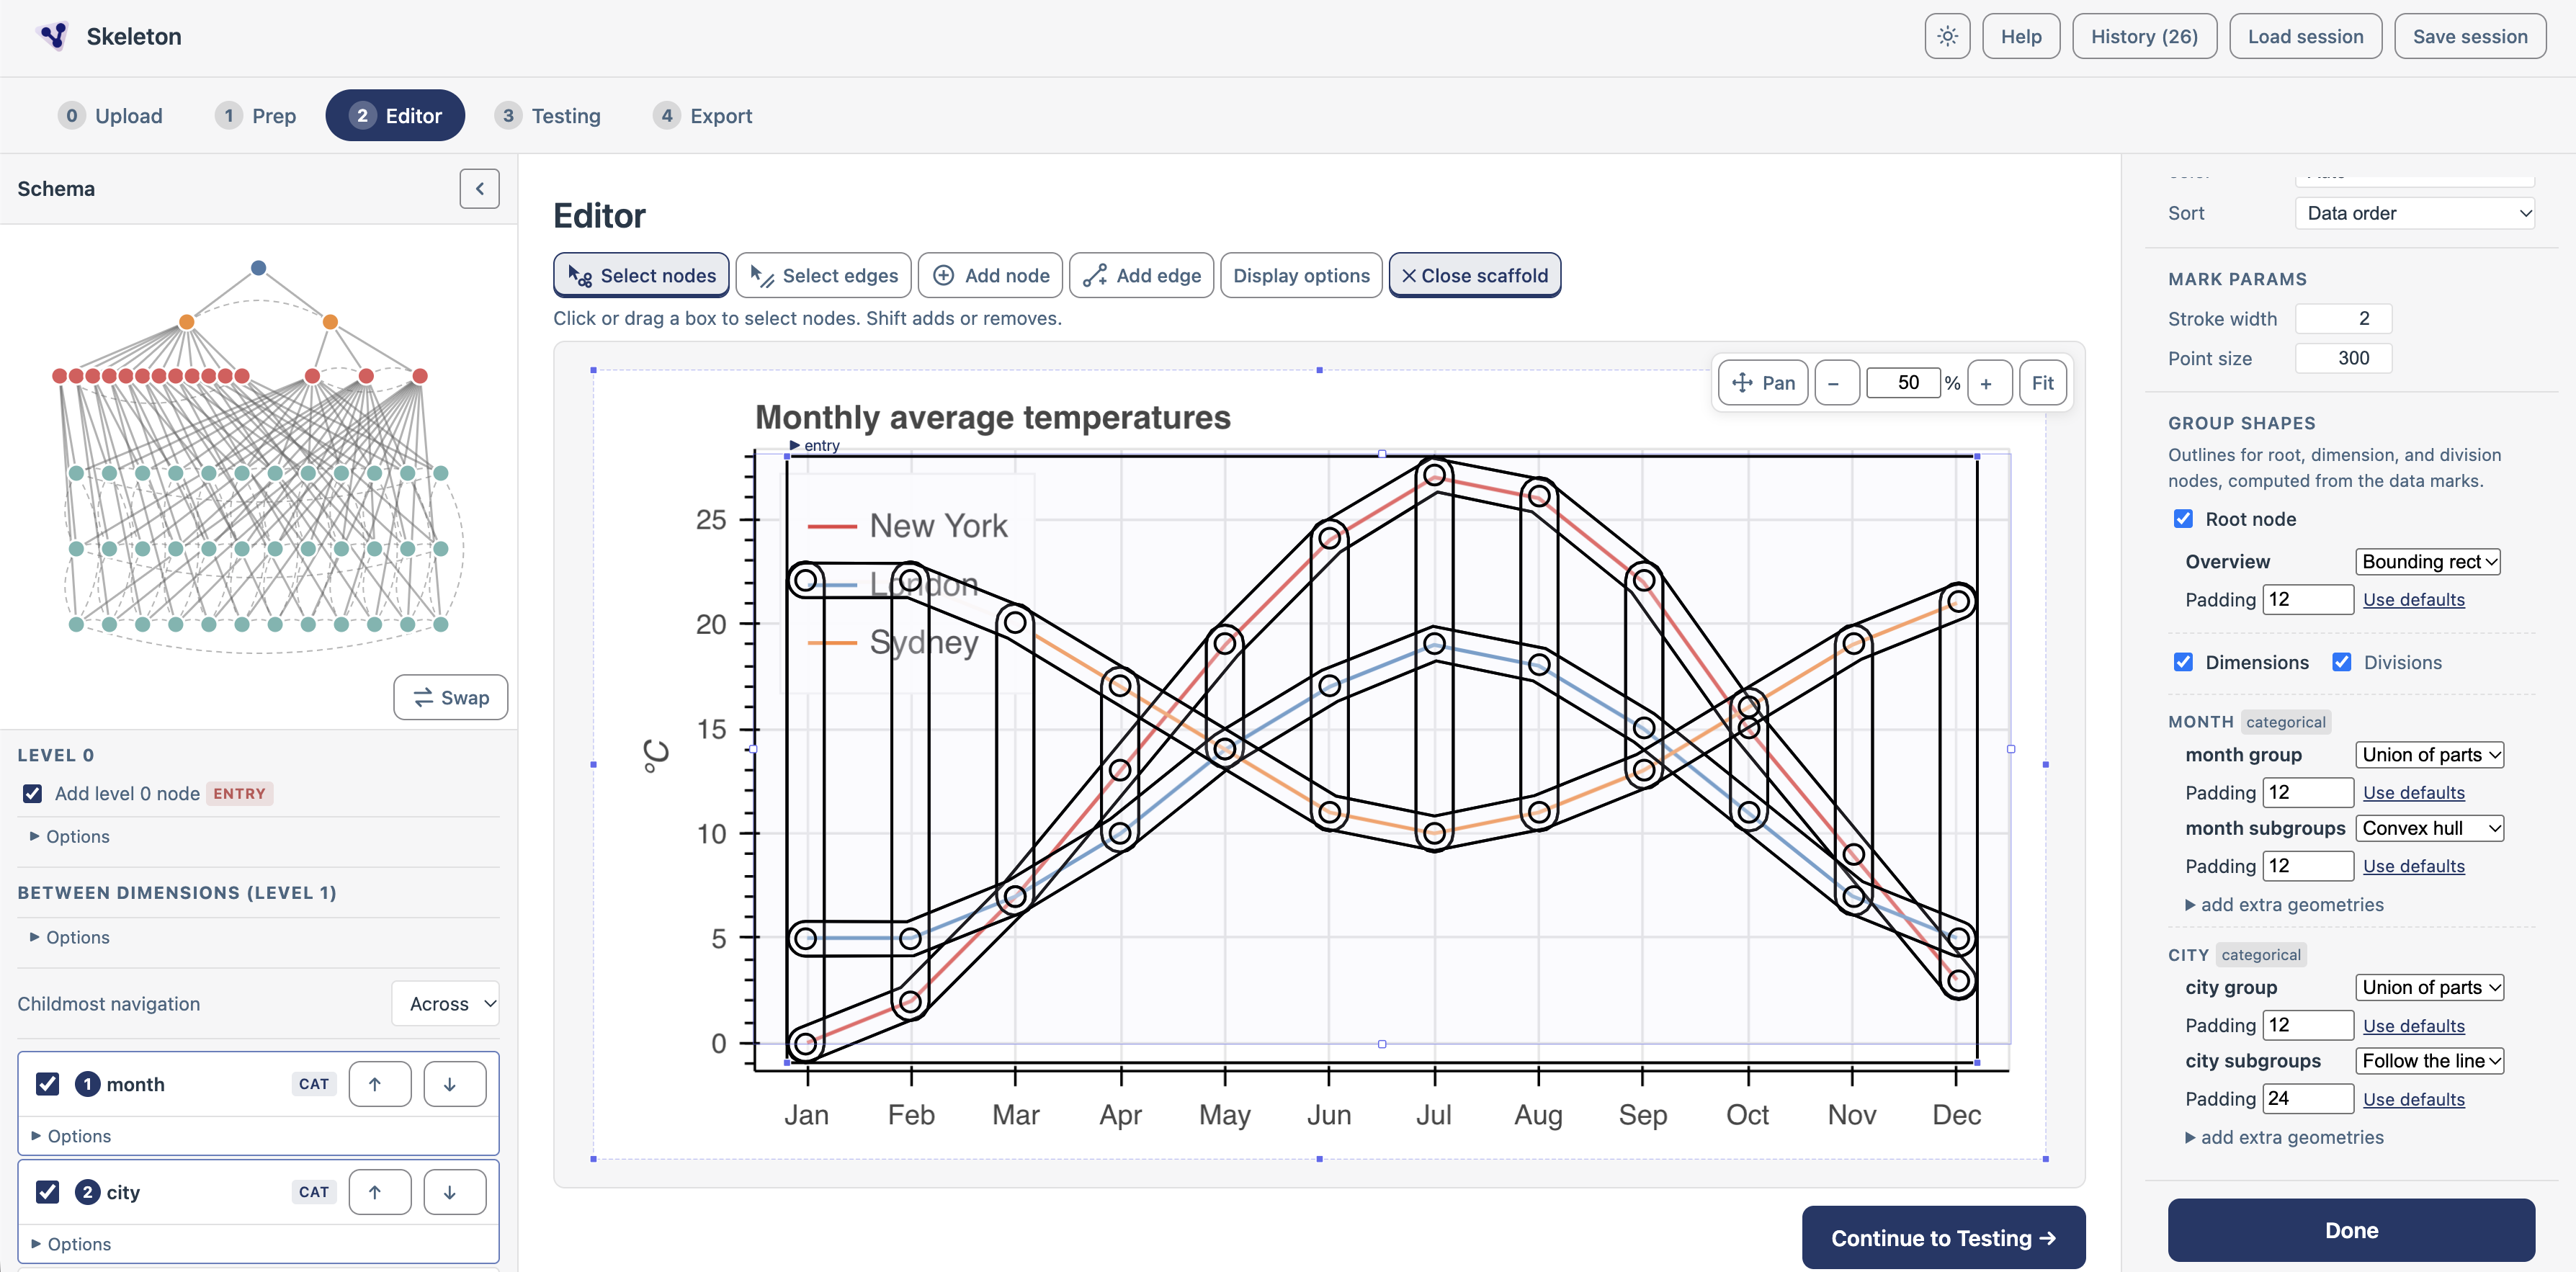 Skeleton
Help
History (26)
Load session
Save session
0 Upload
1 Prep
2 Editor
3 Testing
4 Export
Schema
Swap
LEVEL 0
Add level 0 node ENTRY
Options
BETWEEN DIMENSIONS (LEVEL 1)
Options
Childmost navigation Across
1 month CAT
Options
2 city CAT
Options
Editor
Select nodes
Select edges
Add node
Add edge
Display options
Close scaffold
Click or drag a box to select nodes. Shift adds or removes.
Pan
50 %
Fit
Monthly average temperatures
entry
New York
London
Sydney
°C
25
20
15
10
5
0
Jan Feb Mar Apr May Jun Jul Aug Sep Oct Nov Dec
Continue to Testing →
Sort Data order
MARK PARAMS
Stroke width 2
Point size 300
GROUP SHAPES
Outlines for root, dimension, and division
nodes, computed from the data marks.
Root node
Overview Bounding rect
Padding 12 Use defaults
Dimensions Divisions
MONTH categorical
month group Union of parts
Padding 12 Use defaults
month subgroups Convex hull
Padding 12 Use defaults
add extra geometries
CITY categorical
city group Union of parts
Padding 12 Use defaults
city subgroups Follow the line
Padding 24 Use defaults
add extra geometries
Done